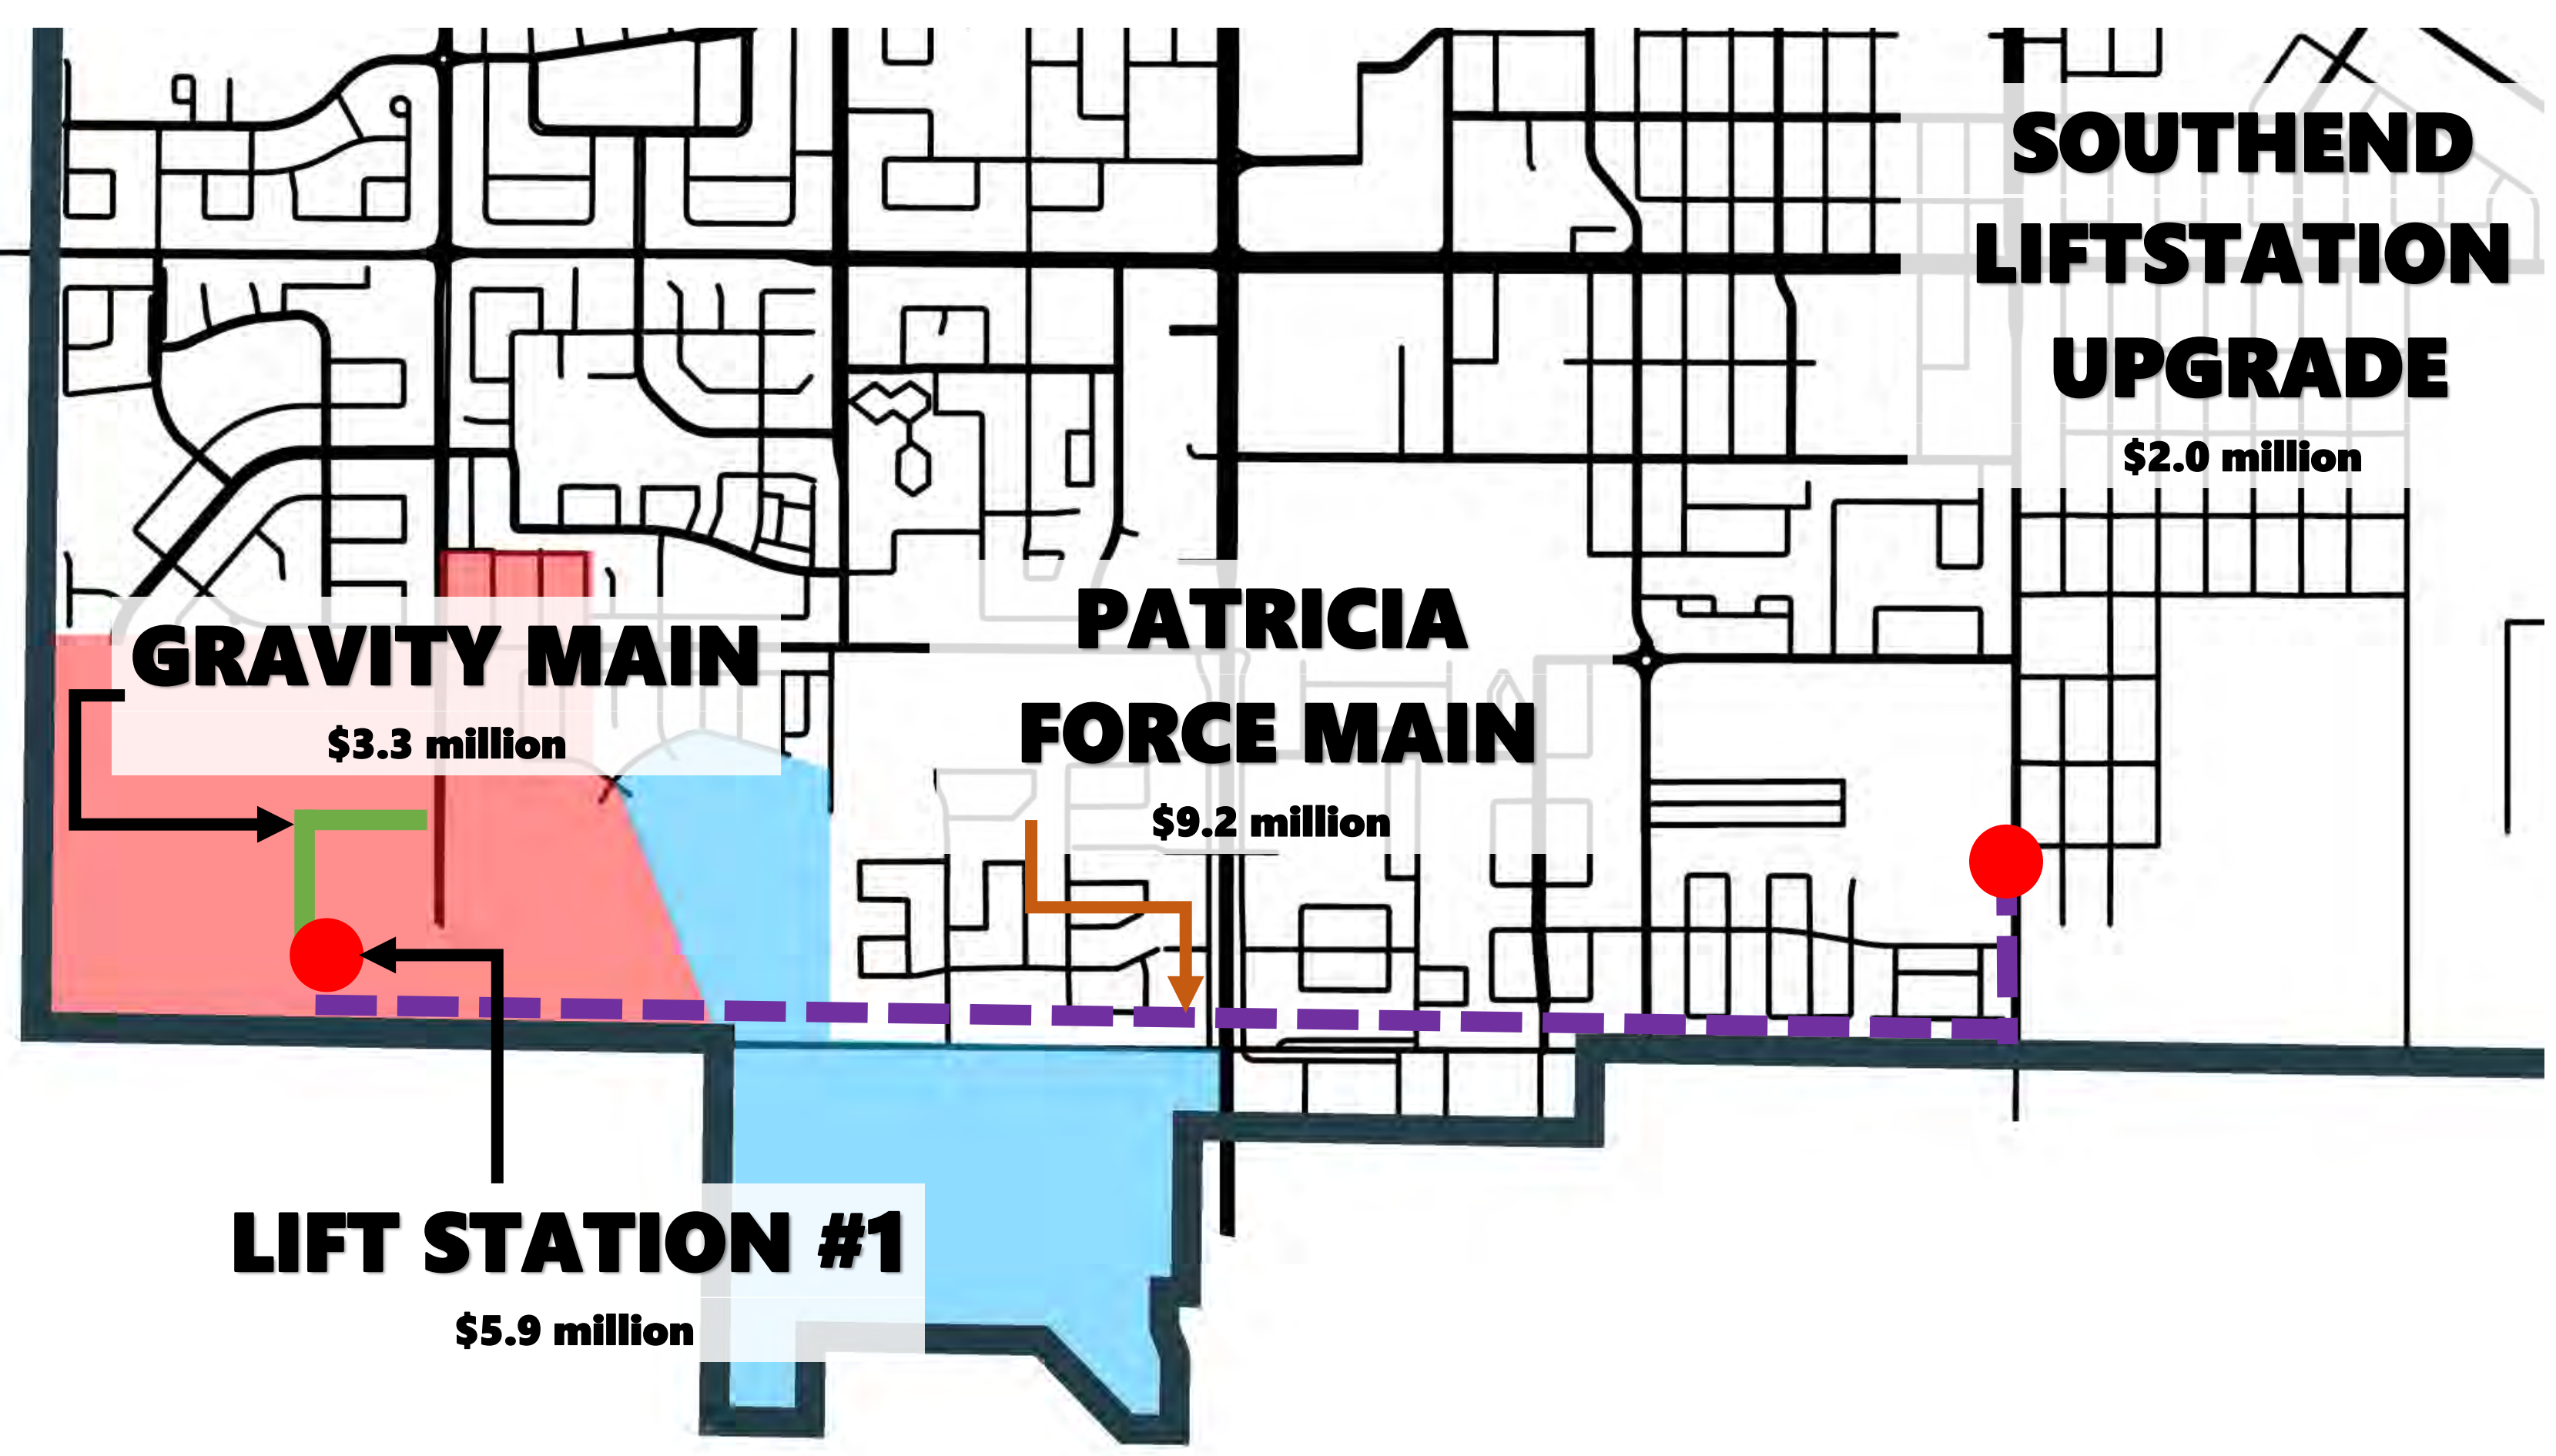 SOUTHEND
LIFTSTATION
UPGRADE
$2.0 million
PATRICIA
FORCE MAIN
$9.2 million
GRAVITY MAIN
$3.3 million
LIFT STATION #1
$5.9 million